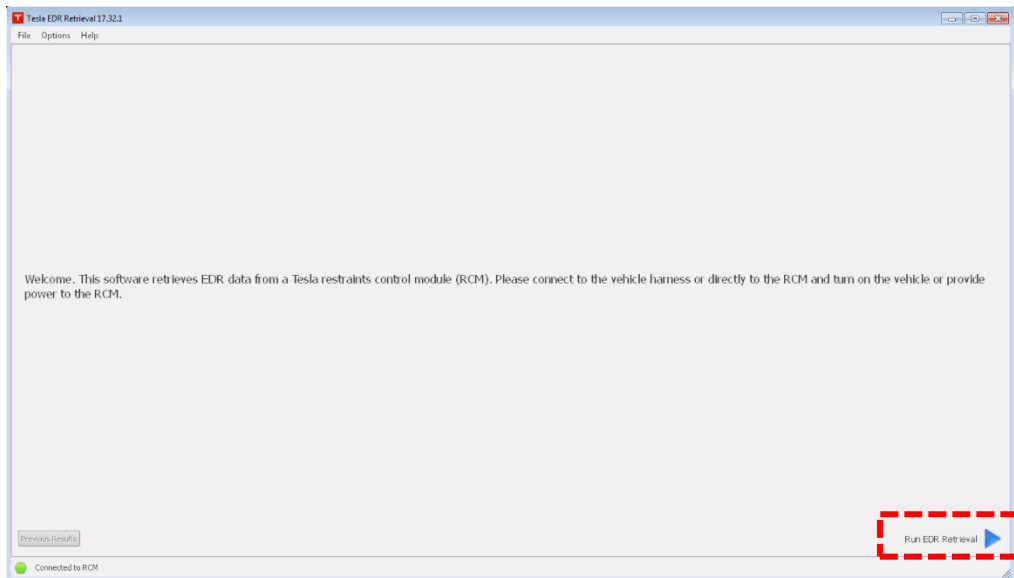 Tesla EDR Retrieval 17.32.1
File Options Help
Welcome. This software retrieves EDR data from a Tesla restraints control module (RCM). Please connect to the vehicle harness or directly to the RCM and turn on the vehicle or provide
power to the RCM.
Previous Results
Run EDR Retrieval
Connected to RCM